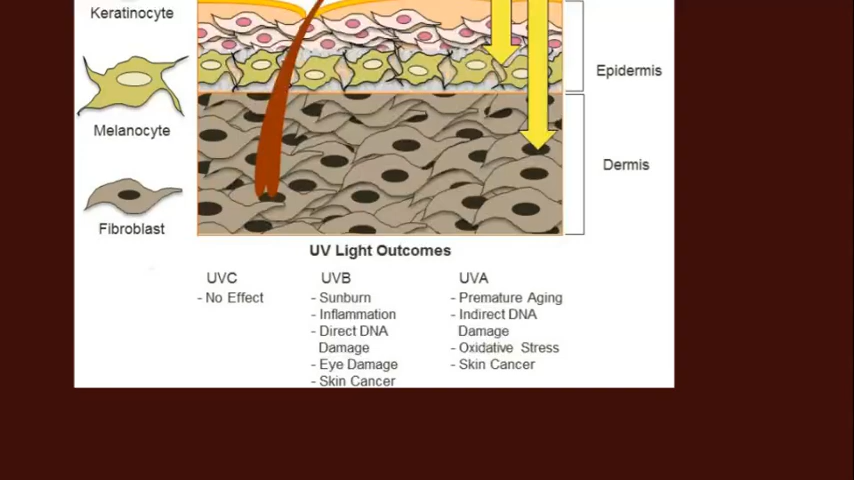 Keratinocyte
Epidermis
Melanocyte
Dermis
Fibroblast
UV Light Outcomes
UVC
- No Effect
UVB
- Sunburn
- Inflammation
- Direct DNA
Damage
- Eye Damage
- Skin Cancer
UVA
- Premature Aging
- Indirect DNA
Damage
- Oxidative Stress
- Skin Cancer